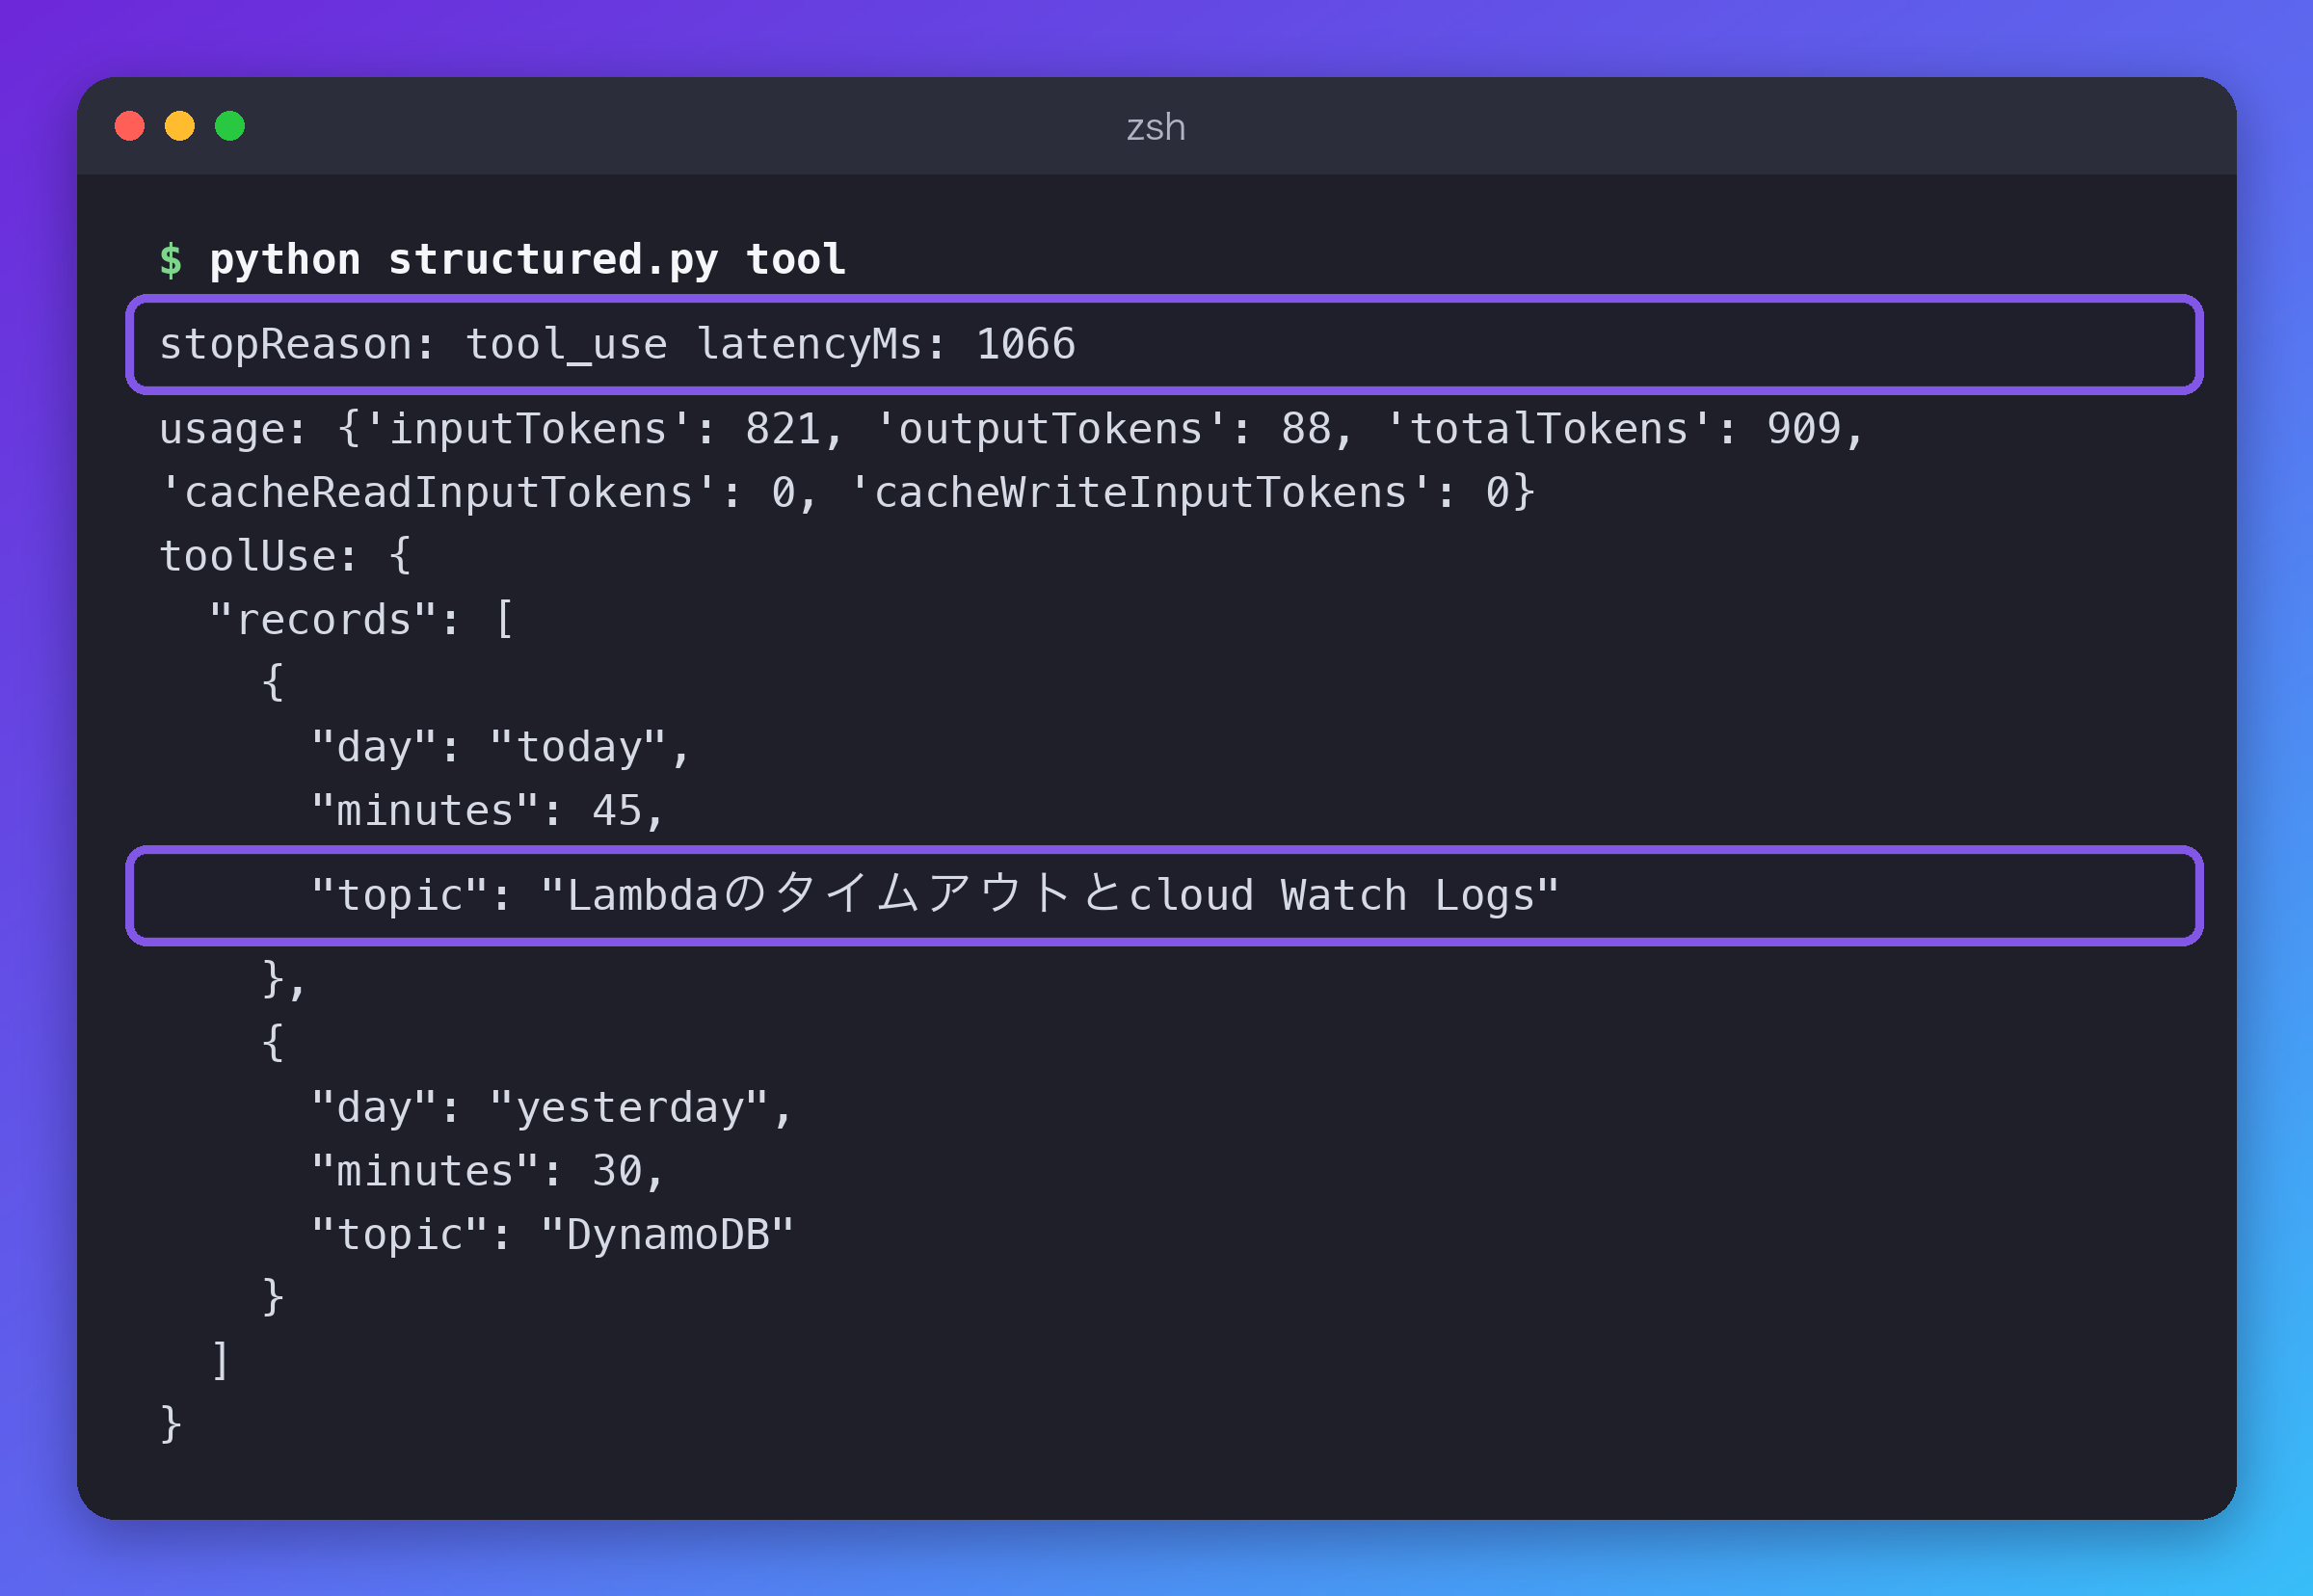 zsh
$ python structured.py tool
stopReason: tool_use latencyMs: 1066
usage: {'inputTokens': 821, 'outputTokens': 88, 'totalTokens': 909,
'cacheReadInputTokens': 0, 'cacheWriteInputTokens': 0}
toolUse: {
  "records": [
    {
      "day": "today",
      "minutes": 45,
      "topic": "Lambdaのタイムアウトとcloud Watch Logs"
    },
    {
      "day": "yesterday",
      "minutes": 30,
      "topic": "DynamoDB"
    }
  ]
}